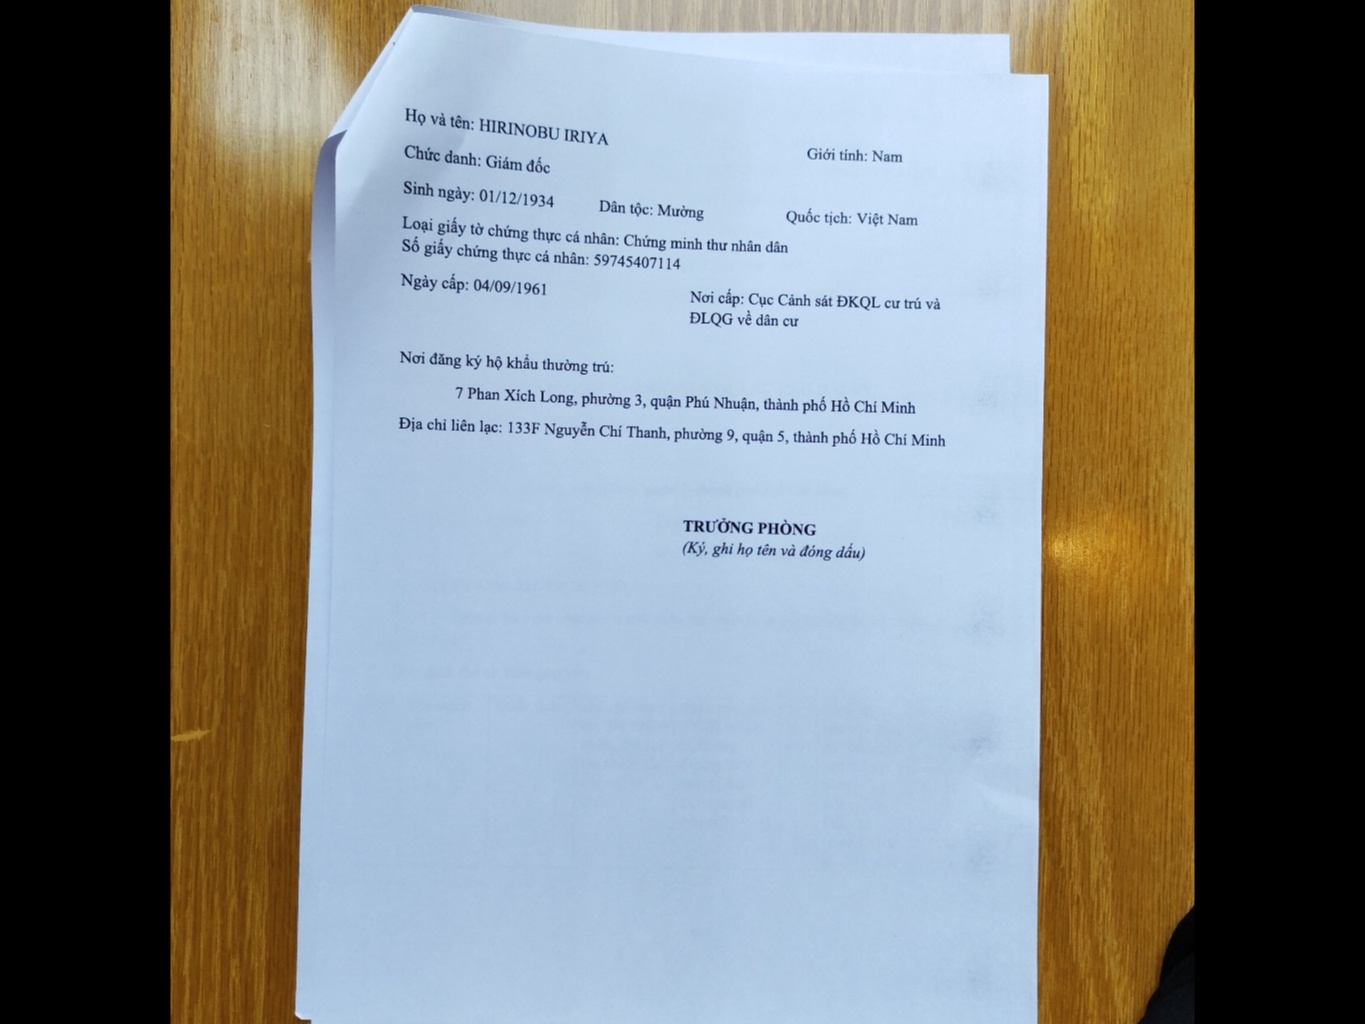 Họ và tên: HIRINOBU IRIYA
Giới tính: Nam
Chức danh: Giám đốc
Sinh ngày: 01/12/1934 Dân tộc: Mường Quốc tịch: Việt Nam
Loại giấy tờ chứng thực cá nhân: Chứng minh thư nhân dân
Số giấy chứng thực cá nhân: 59745407114
Ngày cấp: 04/09/1961
Nơi cấp: Cục Cảnh sát ĐKQL cư trú và
ĐLQG về dân cư
Nơi đăng ký hộ khẩu thường trú:
7 Phan Xích Long, phường 3, quận Phú Nhuận, thành phố Hồ Chí Minh
Địa chỉ liên lạc: 133F Nguyễn Chí Thanh, phường 9, quận 5, thành phố Hồ Chí Minh
TRƯỞNG PHÒNG
(Ký, ghi họ tên và đóng dấu)